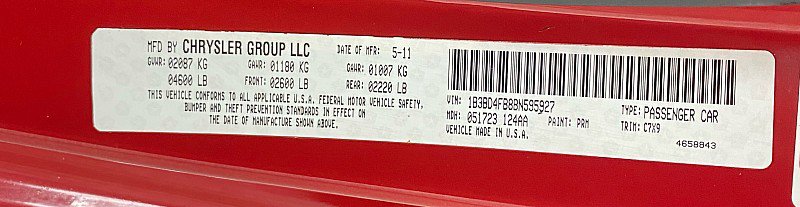 MFD BY CHRYSLER GROUP LLC DATE OF MFR: 5-11
GVWR: 02087 KG GAWR: 01180 KG GAWR: 01007 KG
04600 LB FRONT: 02600 LB REAR: 02220 LB
THIS VEHICLE CONFORMS TO ALL APPLICABLE U.S.A. FEDERAL MOTOR VEHICLE SAFETY,
BUMPER AND THEFT PREVENTION STANDARDS IN EFFECT ON
THE DATE OF MANUFACTURE SHOWN ABOVE.
VIN: 1B3BD4FB8BN595927 TYPE: PASSENGER CAR
MDH: 051723 124AA PAINT: PRM TRIM: C7X9
VEHICLE MADE IN U.S.A. 4658843